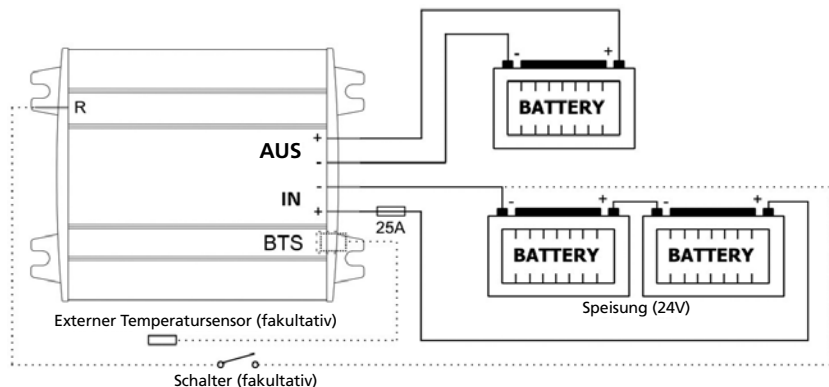 R
AUS
+
-
IN
-
+
25A
BTS
- +
BATTERY
- + - +
BATTERY BATTERY
Speisung (24V)
Externer Temperatursensor (fakultativ)
Schalter (fakultativ)